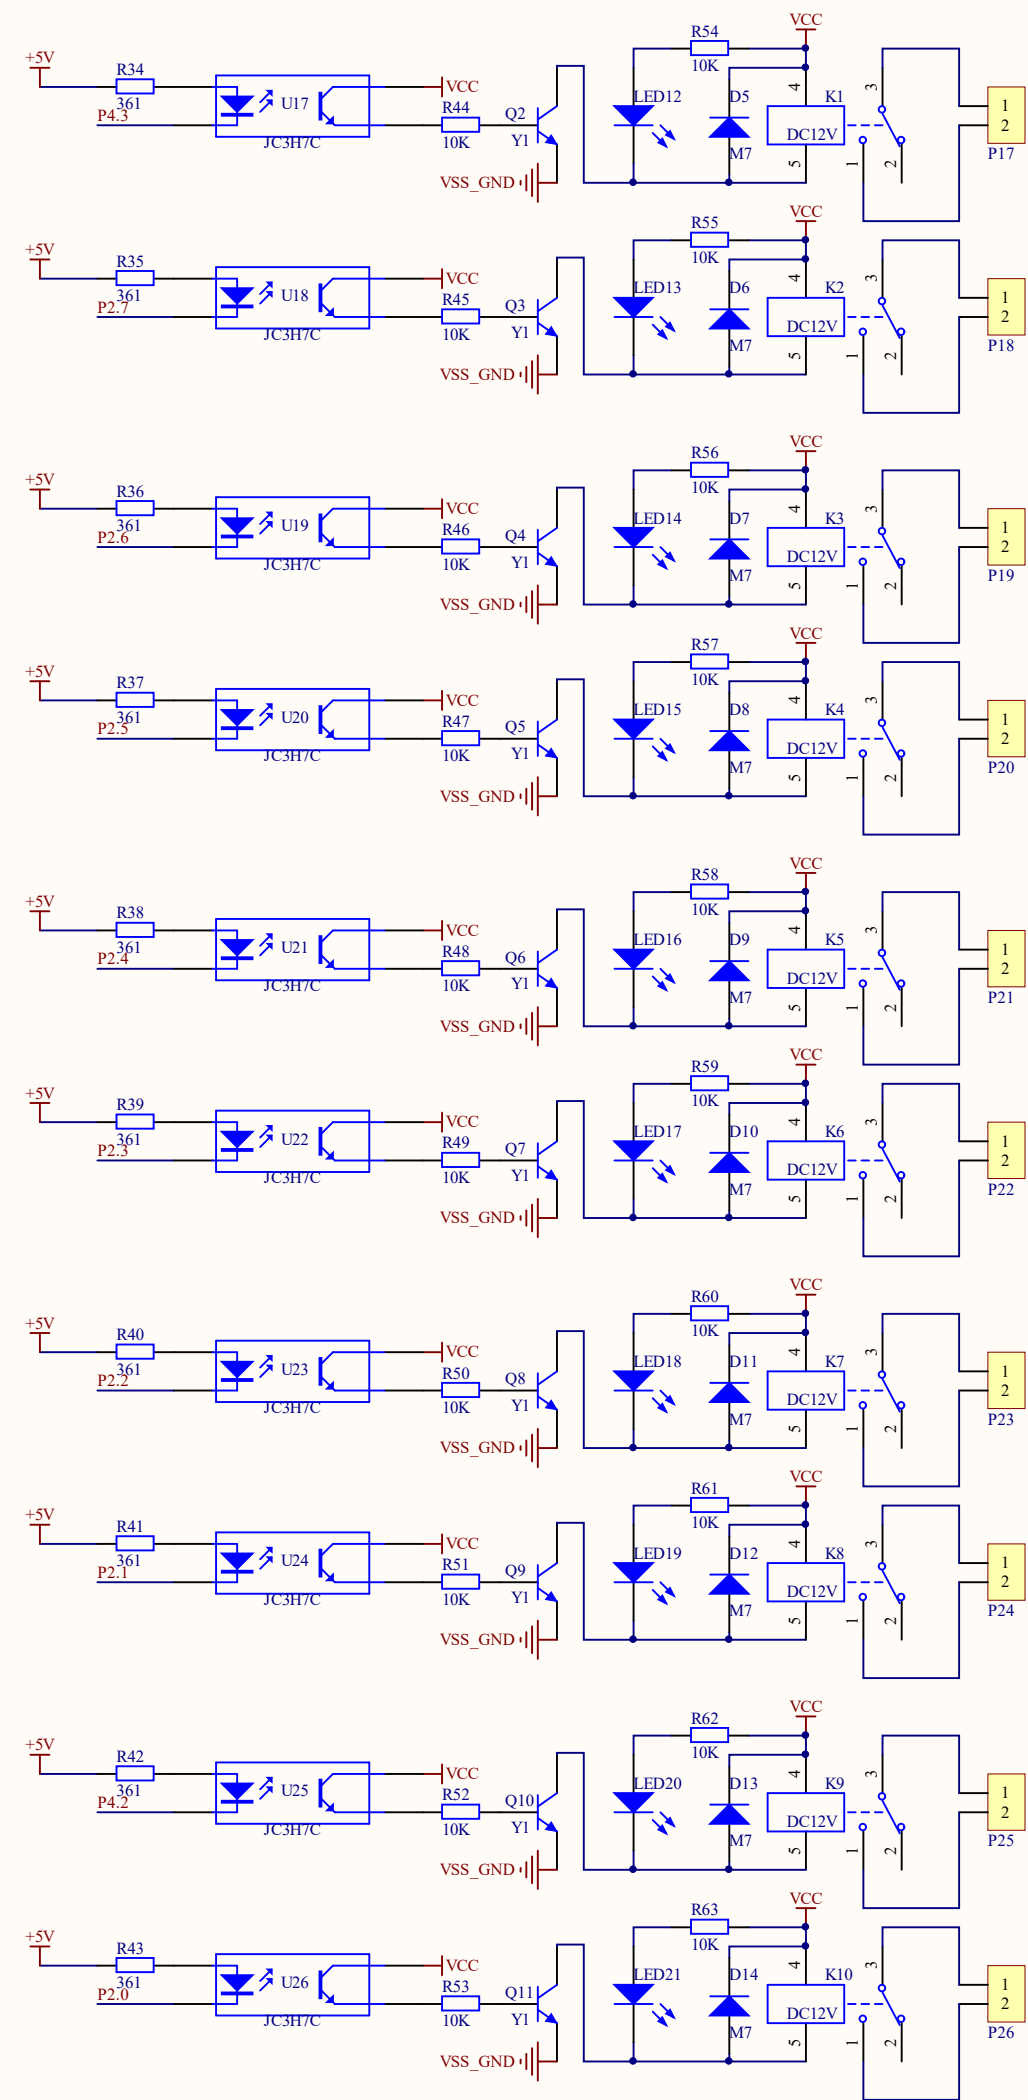 VCC
R54
10K
+5V
R34
361
P4.3
U17
JC3H7C
VCC
R44
10K
Q2
Y1
VSS_GND
LED12
D5
M7
4
K1
DC12V
5
3
1
2
1
2
P17
VCC
R55
10K
+5V
R35
361
P2.7
U18
JC3H7C
VCC
R45
10K
Q3
Y1
VSS_GND
LED13
D6
M7
4
K2
DC12V
5
3
1
2
1
2
P18
VCC
R56
10K
+5V
R36
361
P2.6
U19
JC3H7C
VCC
R46
10K
Q4
Y1
VSS_GND
LED14
D7
M7
4
K3
DC12V
5
3
1
2
1
2
P19
VCC
R57
10K
+5V
R37
361
P2.5
U20
JC3H7C
VCC
R47
10K
Q5
Y1
VSS_GND
LED15
D8
M7
4
K4
DC12V
5
3
1
2
1
2
P20
VCC
R58
10K
+5V
R38
361
P2.4
U21
JC3H7C
VCC
R48
10K
Q6
Y1
VSS_GND
LED16
D9
M7
4
K5
DC12V
5
3
1
2
1
2
P21
VCC
R59
10K
+5V
R39
361
P2.3
U22
JC3H7C
VCC
R49
10K
Q7
Y1
VSS_GND
LED17
D10
M7
4
K6
DC12V
5
3
1
2
1
2
P22
VCC
R60
10K
+5V
R40
361
P2.2
U23
JC3H7C
VCC
R50
10K
Q8
Y1
VSS_GND
LED18
D11
M7
4
K7
DC12V
5
3
1
2
1
2
P23
VCC
R61
10K
+5V
R41
361
P2.1
U24
JC3H7C
VCC
R51
10K
Q9
Y1
VSS_GND
LED19
D12
M7
4
K8
DC12V
5
3
1
2
1
2
P24
VCC
R62
10K
+5V
R42
361
P4.2
U25
JC3H7C
VCC
R52
10K
Q10
Y1
VSS_GND
LED20
D13
M7
4
K9
DC12V
5
3
1
2
1
2
P25
VCC
R63
10K
+5V
R43
361
P2.0
U26
JC3H7C
VCC
R53
10K
Q11
Y1
VSS_GND
LED21
D14
M7
4
K10
DC12V
5
3
1
2
1
2
P26